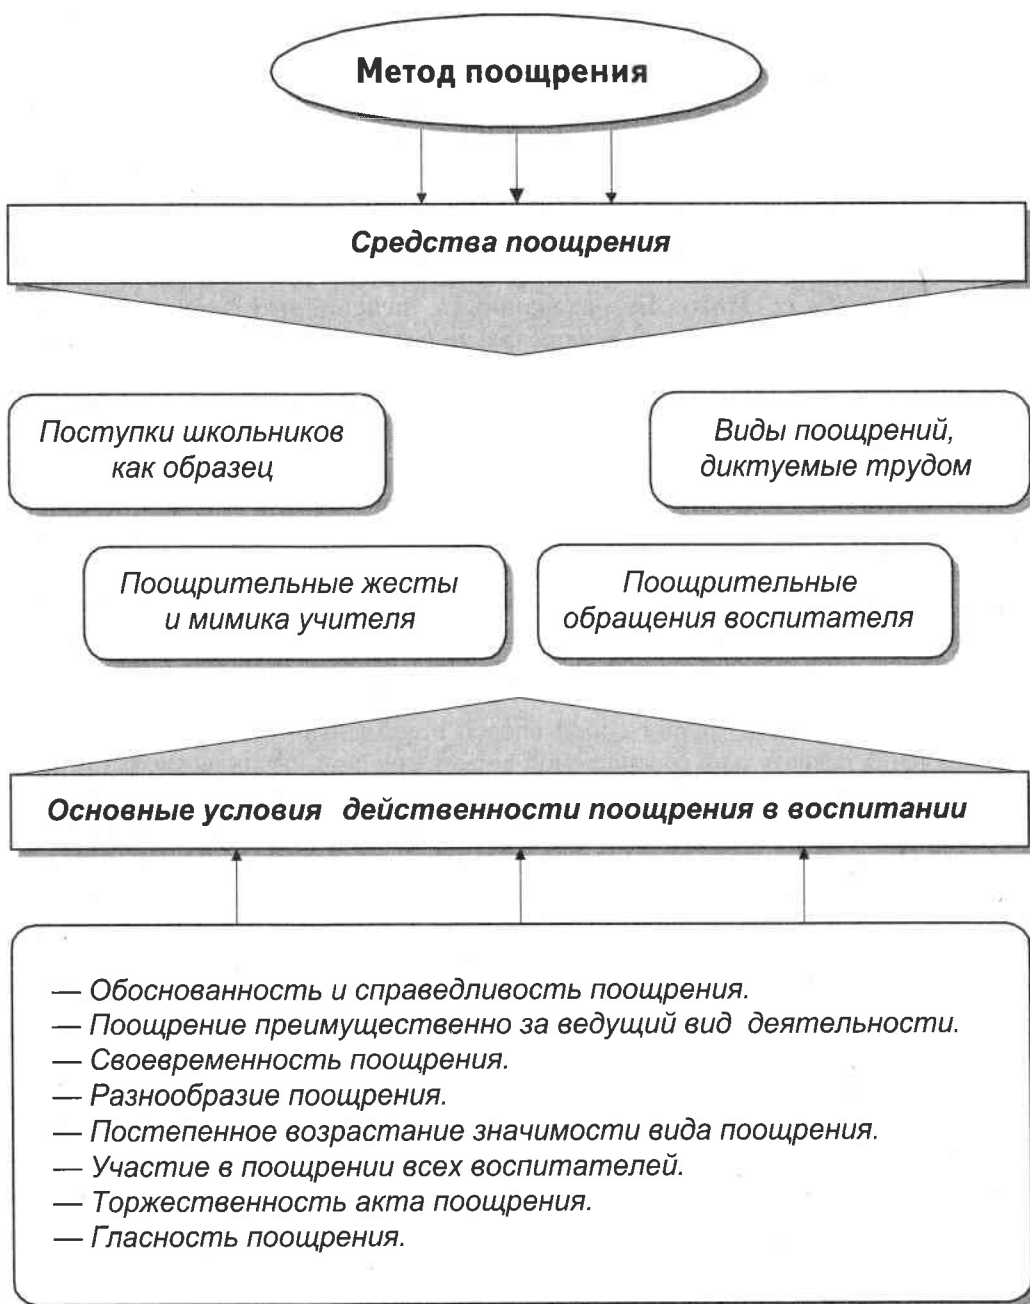 Метод поощрения
Средства поощрения
Поступки школьников
как образец
Виды поощрений,
диктуемые трудом
Поощрительные жесты
и мимика учителя
Поощрительные
обращения воспитателя
Основные условия действенности поощрения в воспитании
— Обоснованность и справедливость поощрения.
— Поощрение преимущественно за ведущий вид деятельности.
— Своевременность поощрения.
— Разнообразие поощрения.
— Постепенное возрастание значимости вида поощрения.
— Участие в поощрении всех воспитателей.
— Торжественность акта поощрения.
— Гласность поощрения.